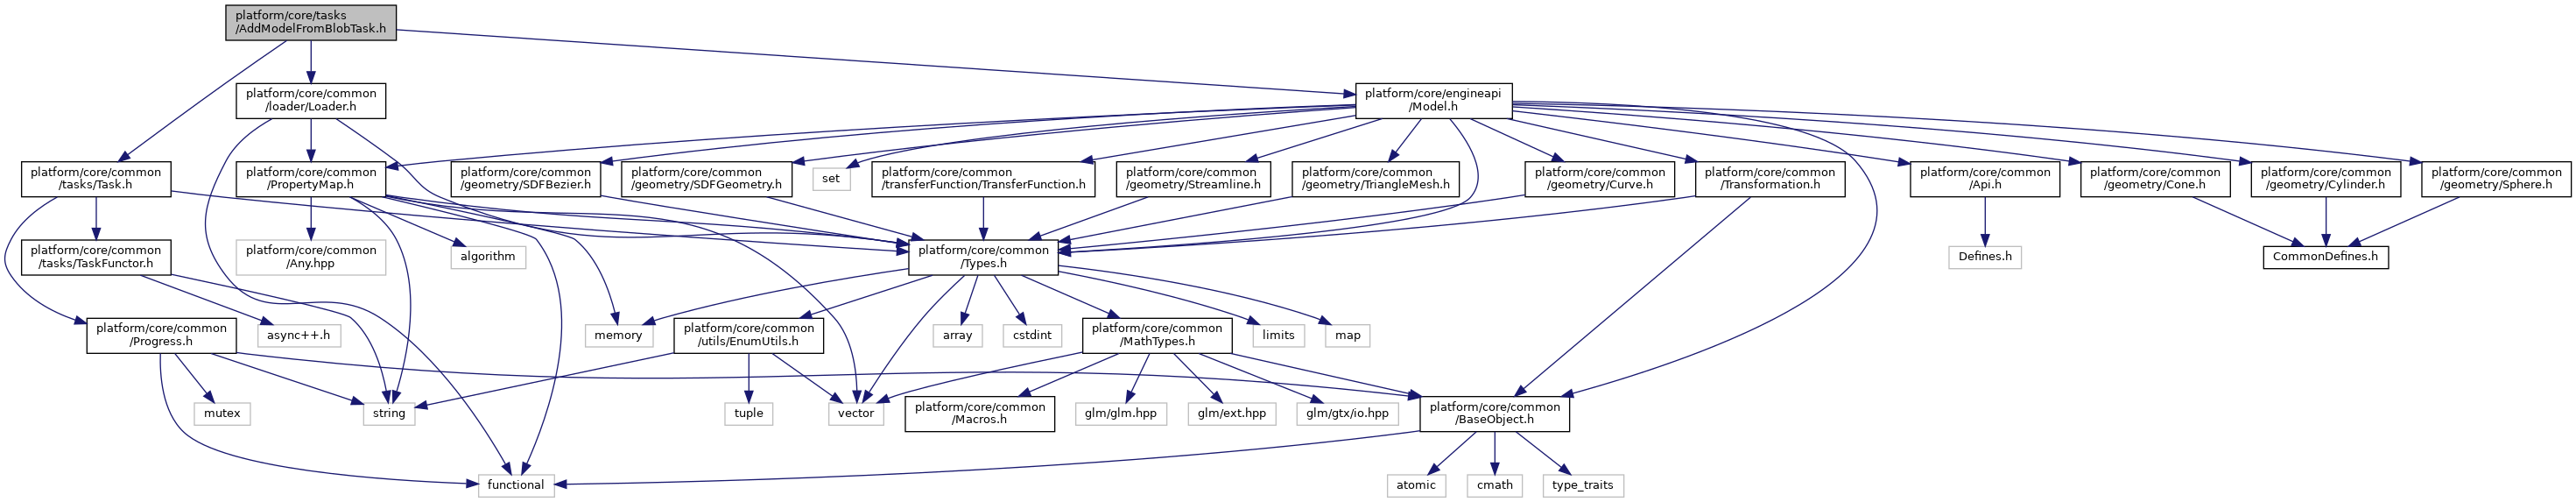 platform/core/tasks
/AddModelFromBlobTask.h
platform/core/common
/loader/Loader.h
platform/core/engineapi
/Model.h
platform/core/common
/tasks/Task.h
platform/core/common
/PropertyMap.h
platform/core/common
/geometry/SDFBezier.h
platform/core/common
/geometry/SDFGeometry.h
set
platform/core/common
/transferFunction/TransferFunction.h
platform/core/common
/geometry/Streamline.h
platform/core/common
/geometry/TriangleMesh.h
platform/core/common
/geometry/Curve.h
platform/core/common
/Transformation.h
platform/core/common
/Api.h
platform/core/common
/geometry/Cone.h
platform/core/common
/geometry/Cylinder.h
platform/core/common
/geometry/Sphere.h
platform/core/common
/tasks/TaskFunctor.h
platform/core/common
/Any.hpp
algorithm
platform/core/common
/Types.h
Defines.h
CommonDefines.h
platform/core/common
/Progress.h
async++.h
memory
platform/core/common
/utils/EnumUtils.h
array
cstdint
platform/core/common
/MathTypes.h
limits
map
mutex
string
tuple
vector
platform/core/common
/Macros.h
glm/glm.hpp
glm/ext.hpp
glm/gtx/io.hpp
platform/core/common
/BaseObject.h
functional
atomic
cmath
type_traits